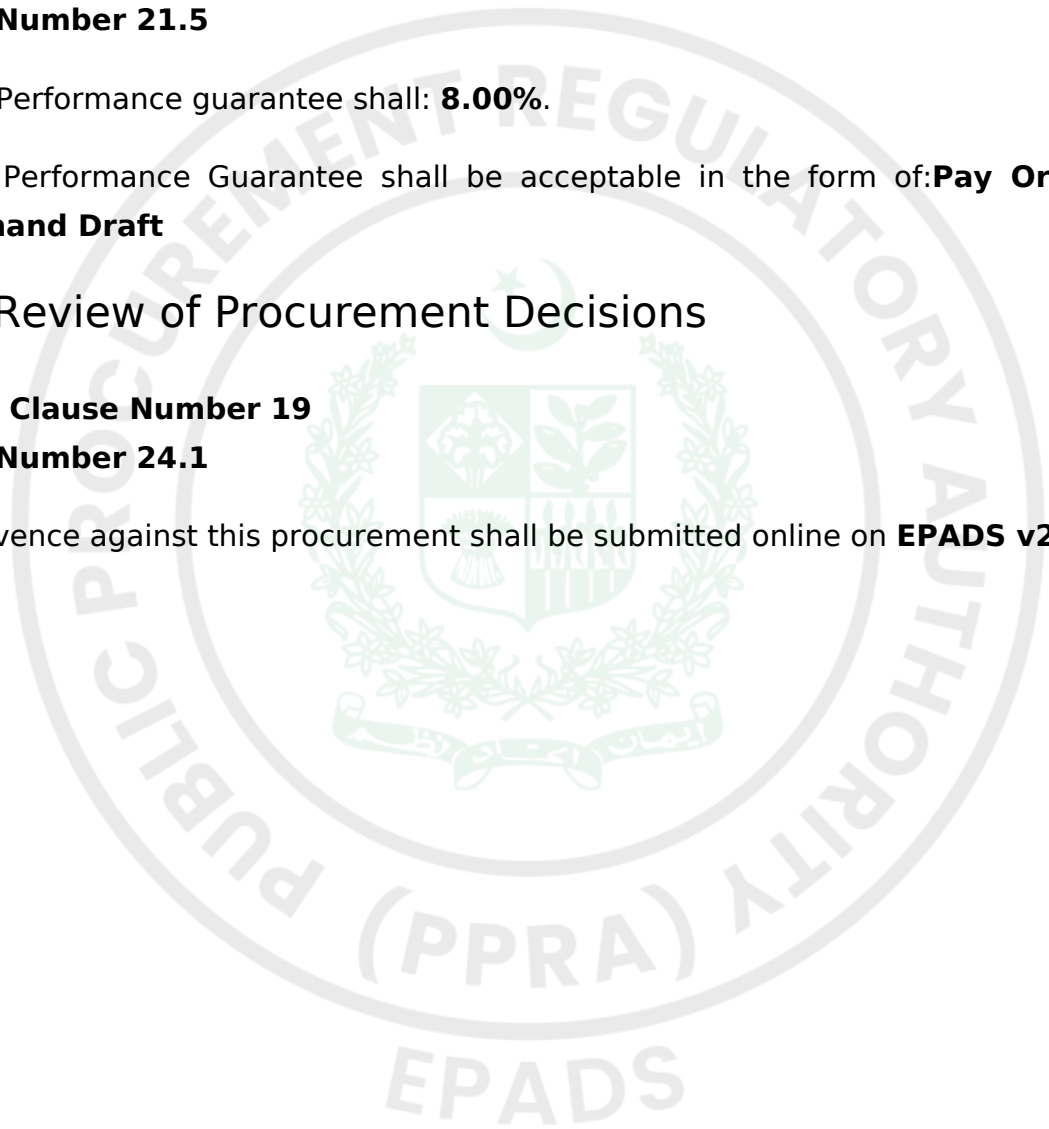 Number 21.5
Performance guarantee shall: 8.00%.
Performance Guarantee shall be acceptable in the form of:Pay Or
and Draft
Review of Procurement Decisions
Clause Number 19
Number 24.1
vence against this procurement shall be submitted online on EPADS v2
PUBLIC PROCUREMENT REGULATORY AUTHORITY
(PPRA)
EPADS